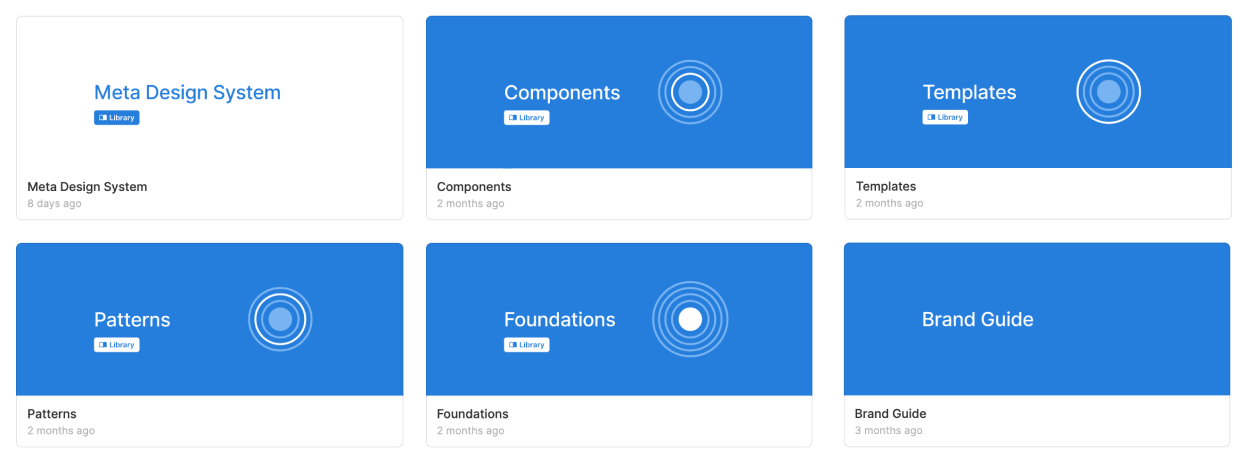 Meta Design System
Library
Meta Design System
8 days ago
Components
Library
Components
2 months ago
Templates
Library
Templates
2 months ago
Patterns
Library
Patterns
2 months ago
Foundations
Library
Foundations
2 months ago
Brand Guide
Brand Guide
3 months ago